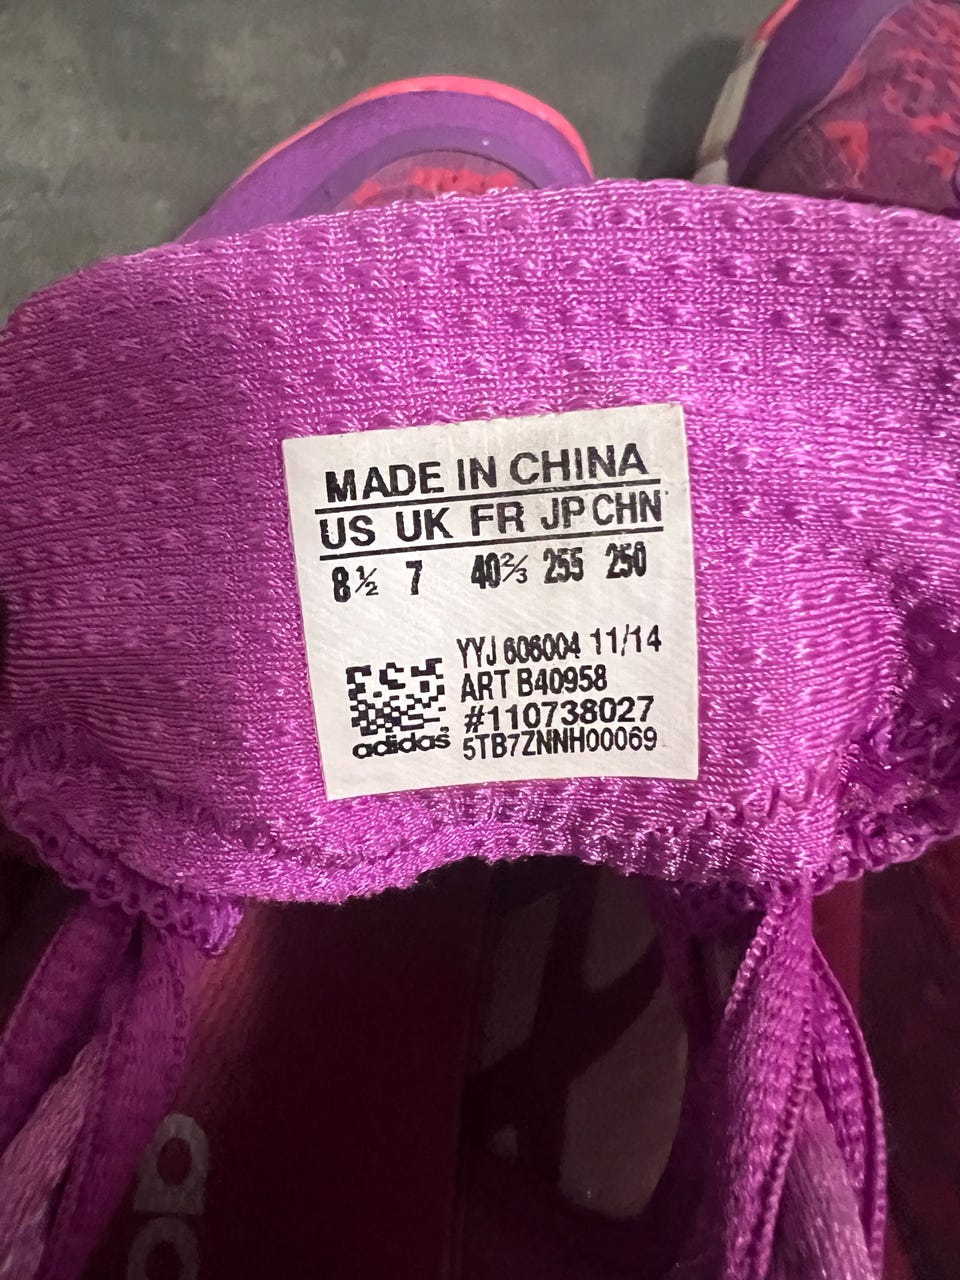 MADE IN CHINA
US UK FR JP CHN
8½ 7 40⅔ 255 250
YYJ 606004 11/14
ART B40958
#110738027
adidas 5TB7ZNNH00069